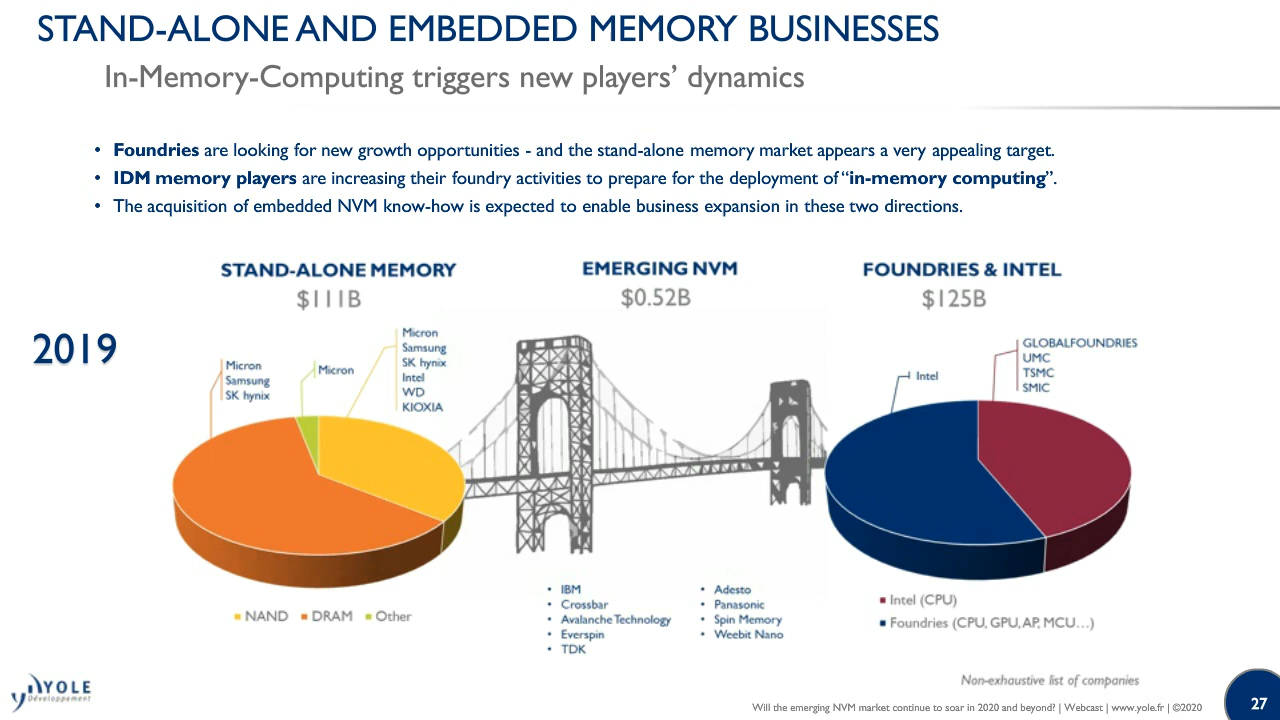 STAND-ALONE AND EMBEDDED MEMORY BUSINESSES
In-Memory-Computing triggers new players' dynamics
• Foundries are looking for new growth opportunities - and the stand-alone memory market appears a very appealing target.
• IDM memory players are increasing their foundry activities to prepare for the deployment of "in-memory computing".
• The acquisition of embedded NVM know-how is expected to enable business expansion in these two directions.
2019
STAND-ALONE MEMORY
$111B
Micron
Samsung
SK hynix
Micron
Micron
Samsung
SK hynix
Intel
WD
KIOXIA
NAND DRAM Other
EMERGING NVM
$0.52B
• IBM
• Crossbar
• Avalanche Technology
• Everspin
• TDK
• Adesto
• Panasonic
• Spin Memory
• Weebit Nano
FOUNDRIES & INTEL
$125B
Intel
GLOBALFOUNDRIES
UMC
TSMC
SMIC
Intel (CPU)
Foundries (CPU, GPU, AP, MCU…)
Non-exhaustive list of companies
YOLE
Développement
Will the emerging NVM market continue to soar in 2020 and beyond? | Webcast | www.yole.fr | ©2020
27